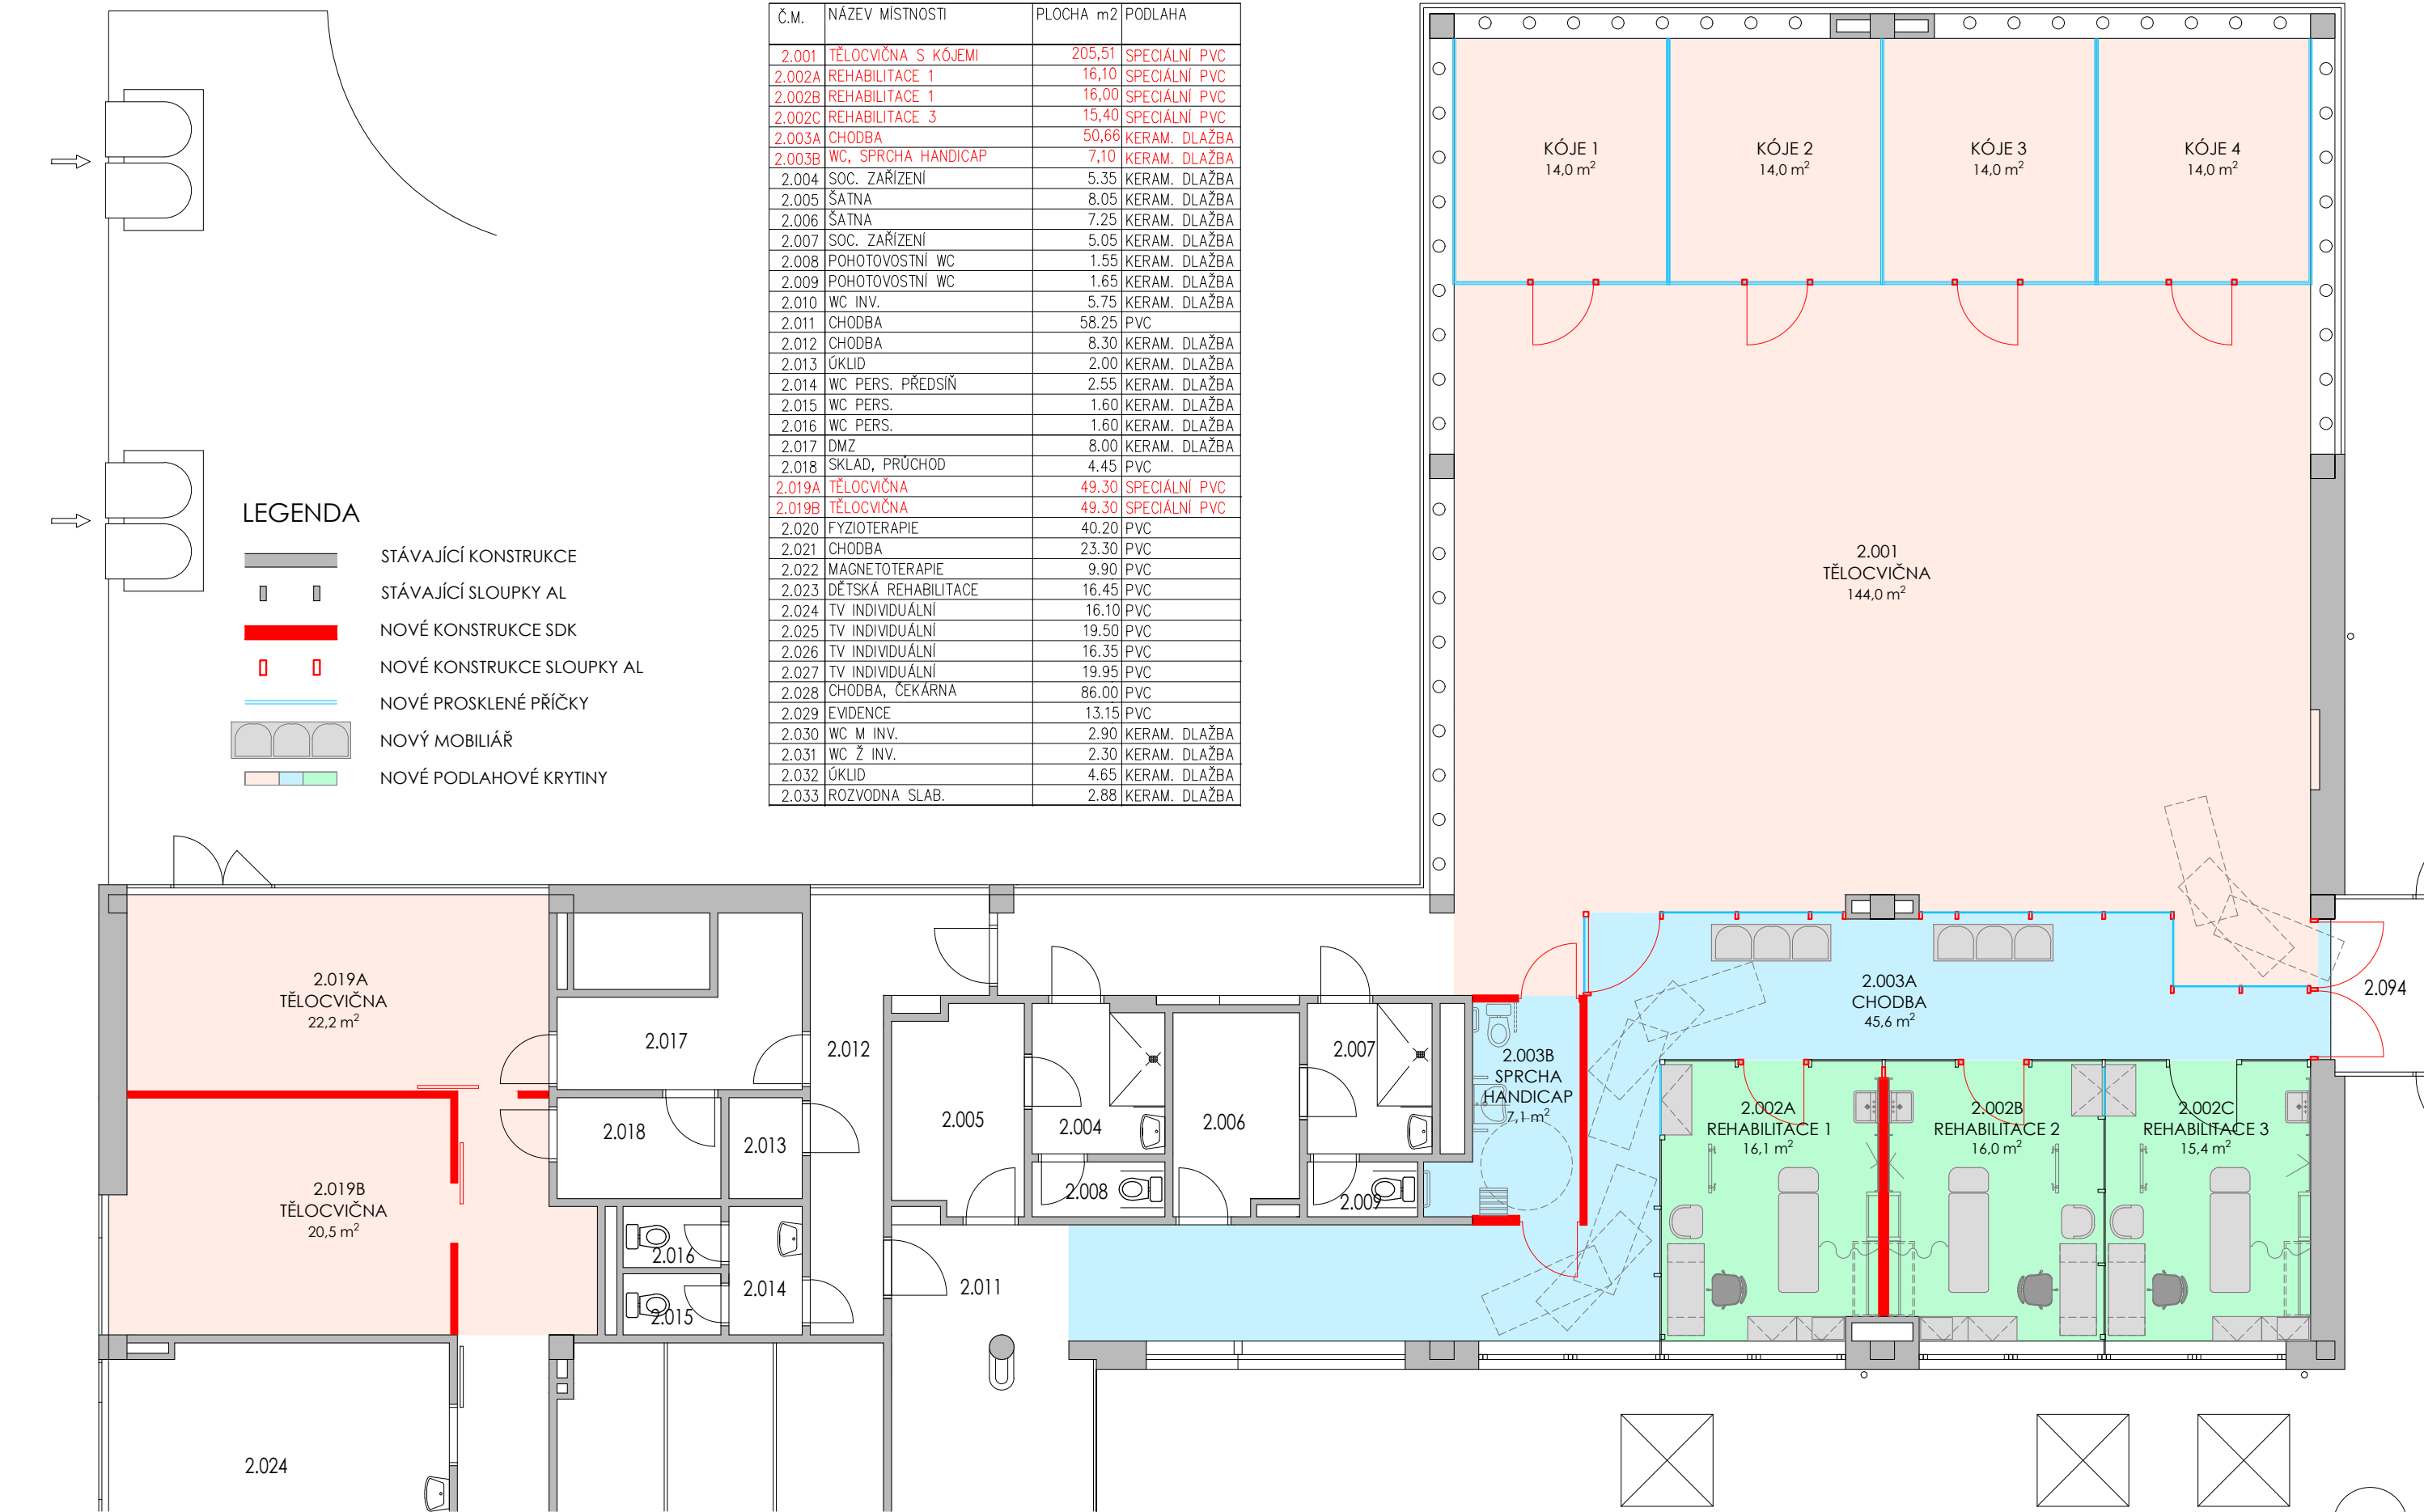 Č.M. NÁZEV MÍSTNOSTI PLOCHA m2 PODLAHA
2.001 TĚLOCVIČNA S KÓJEMI 205,51 SPECIÁLNÍ PVC
2.002A REHABILITACE 1 16,10 SPECIÁLNÍ PVC
2.002B REHABILITACE 1 16,00 SPECIÁLNÍ PVC
2.002C REHABILITACE 3 15,40 SPECIÁLNÍ PVC
2.003A CHODBA 50,66 KERAM. DLAŽBA
2.003B WC, SPRCHA HANDICAP 7,10 KERAM. DLAŽBA
2.004 SOC. ZAŘÍZENÍ 5.35 KERAM. DLAŽBA
2.005 ŠATNA 8.05 KERAM. DLAŽBA
2.006 ŠATNA 7.25 KERAM. DLAŽBA
2.007 SOC. ZAŘÍZENÍ 5.05 KERAM. DLAŽBA
2.008 POHOTOVOSTNÍ WC 1.55 KERAM. DLAŽBA
2.009 POHOTOVOSTNÍ WC 1.65 KERAM. DLAŽBA
2.010 WC INV. 5.75 KERAM. DLAŽBA
2.011 CHODBA 58.25 PVC
2.012 CHODBA 8.30 KERAM. DLAŽBA
2.013 ÚKLID 2.00 KERAM. DLAŽBA
2.014 WC PERS. PŘEDSÍŇ 2.55 KERAM. DLAŽBA
2.015 WC PERS. 1.60 KERAM. DLAŽBA
2.016 WC PERS. 1.60 KERAM. DLAŽBA
2.017 DMZ 8.00 KERAM. DLAŽBA
2.018 SKLAD, PRŮCHOD 4.45 PVC
2.019A TĚLOCVIČNA 49.30 SPECIÁLNÍ PVC
2.019B TĚLOCVIČNA 49.30 SPECIÁLNÍ PVC
2.020 FYZIOTERAPIE 40.20 PVC
2.021 CHODBA 23.30 PVC
2.022 MAGNETOTERAPIE 9.90 PVC
2.023 DĚTSKÁ REHABILITACE 16.45 PVC
2.024 TV INDIVIDUÁLNÍ 16.10 PVC
2.025 TV INDIVIDUÁLNÍ 19.50 PVC
2.026 TV INDIVIDUÁLNÍ 16.35 PVC
2.027 TV INDIVIDUÁLNÍ 19.95 PVC
2.028 CHODBA, ČEKÁRNA 86.00 PVC
2.029 EVIDENCE 13.15 PVC
2.030 WC M INV. 2.90 KERAM. DLAŽBA
2.031 WC Ž INV. 2.30 KERAM. DLAŽBA
2.032 ÚKLID 4.65 KERAM. DLAŽBA
2.033 ROZVODNA SLAB. 2.88 KERAM. DLAŽBA
LEGENDA
STÁVAJÍCÍ KONSTRUKCE
STÁVAJÍCÍ SLOUPKY AL
NOVÉ KONSTRUKCE SDK
NOVÉ KONSTRUKCE SLOUPKY AL
NOVÉ PROSKLENÉ PŘÍČKY
NOVÝ MOBILIÁŘ
NOVÉ PODLAHOVÉ KRYTINY
KÓJE 1
14,0 m²
KÓJE 2
14,0 m²
KÓJE 3
14,0 m²
KÓJE 4
14,0 m²
2.001
TĚLOCVIČNA
144,0 m²
2.019A
TĚLOCVIČNA
22,2 m²
2.019B
TĚLOCVIČNA
20,5 m²
2.017
2.018
2.013
2.012
2.016
2.015
2.014
2.011
2.005
2.004
2.008
2.006
2.007
2.009
2.003B
SPRCHA
HANDICAP
7,1 m²
2.003A
CHODBA
45,6 m²
2.094
2.002A
REHABILITACE 1
16,1 m²
2.002B
REHABILITACE 2
16,0 m²
2.002C
REHABILITACE 3
15,4 m²
2.024